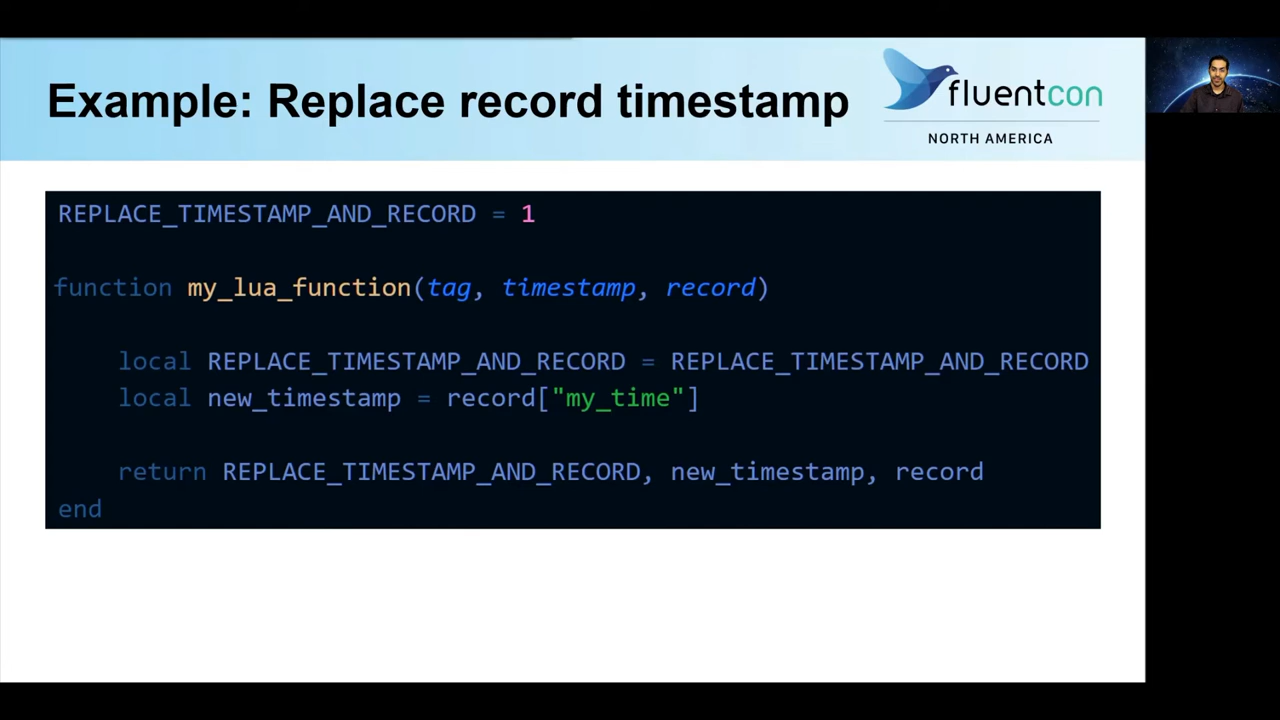 Example: Replace record timestamp
fluentcon
NORTH AMERICA
REPLACE_TIMESTAMP_AND_RECORD = 1
function my_lua_function(tag, timestamp, record)
local REPLACE_TIMESTAMP_AND_RECORD = REPLACE_TIMESTAMP_AND_RECORD
local new_timestamp = record["my_time"]
return REPLACE_TIMESTAMP_AND_RECORD, new_timestamp, record
end